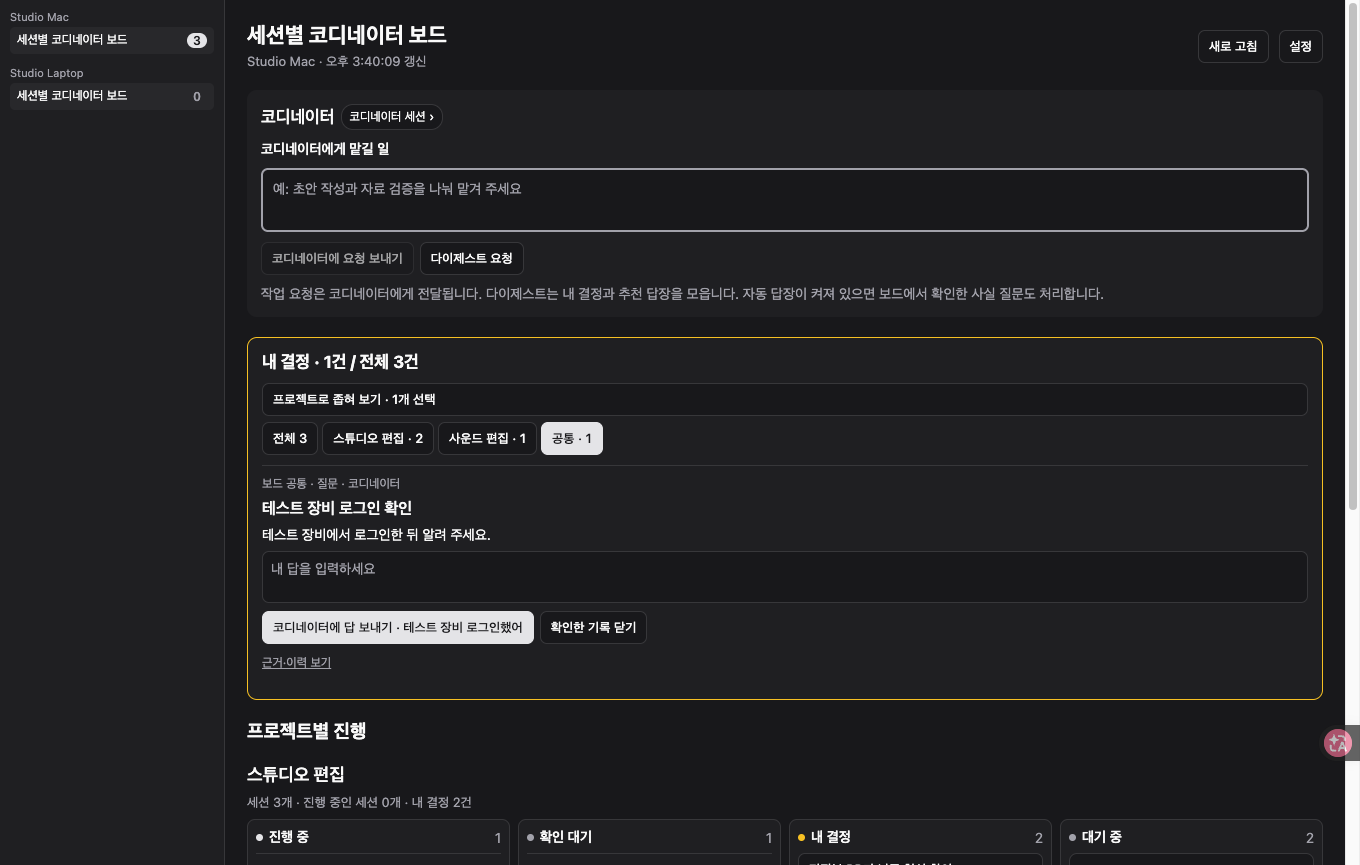 Studio Mac
세션별 코디네이터 보드 3
Studio Laptop
세션별 코디네이터 보드 0
세션별 코디네이터 보드
Studio Mac · 오후 3:40:09 갱신
새로 고침 설정
코디네이터 코디네이터 세션 ›
코디네이터에게 맡길 일
예: 초안 작성과 자료 검증을 나눠 맡겨 주세요
코디네이터에 요청 보내기 다이제스트 요청
작업 요청은 코디네이터에게 전달됩니다. 다이제스트는 내 결정과 추천 답장을 모읍니다. 자동 답장이 켜져 있으면 보드에서 확인한 사실 질문도 처리합니다.
내 결정 · 1건 / 전체 3건
프로젝트로 좁혀 보기 · 1개 선택
전체 3 스튜디오 편집 · 2 사운드 편집 · 1 공통 · 1
보드 공통 · 질문 · 코디네이터
테스트 장비 로그인 확인
테스트 장비에서 로그인한 뒤 알려 주세요.
내 답을 입력하세요
코디네이터에 답 보내기 · 테스트 장비 로그인했어 확인한 기록 닫기
근거·이력 보기
프로젝트별 진행
스튜디오 편집
세션 3개 · 진행 중인 세션 0개 · 내 결정 2건
진행 중 1 확인 대기 1 내 결정 2 대기 중 2